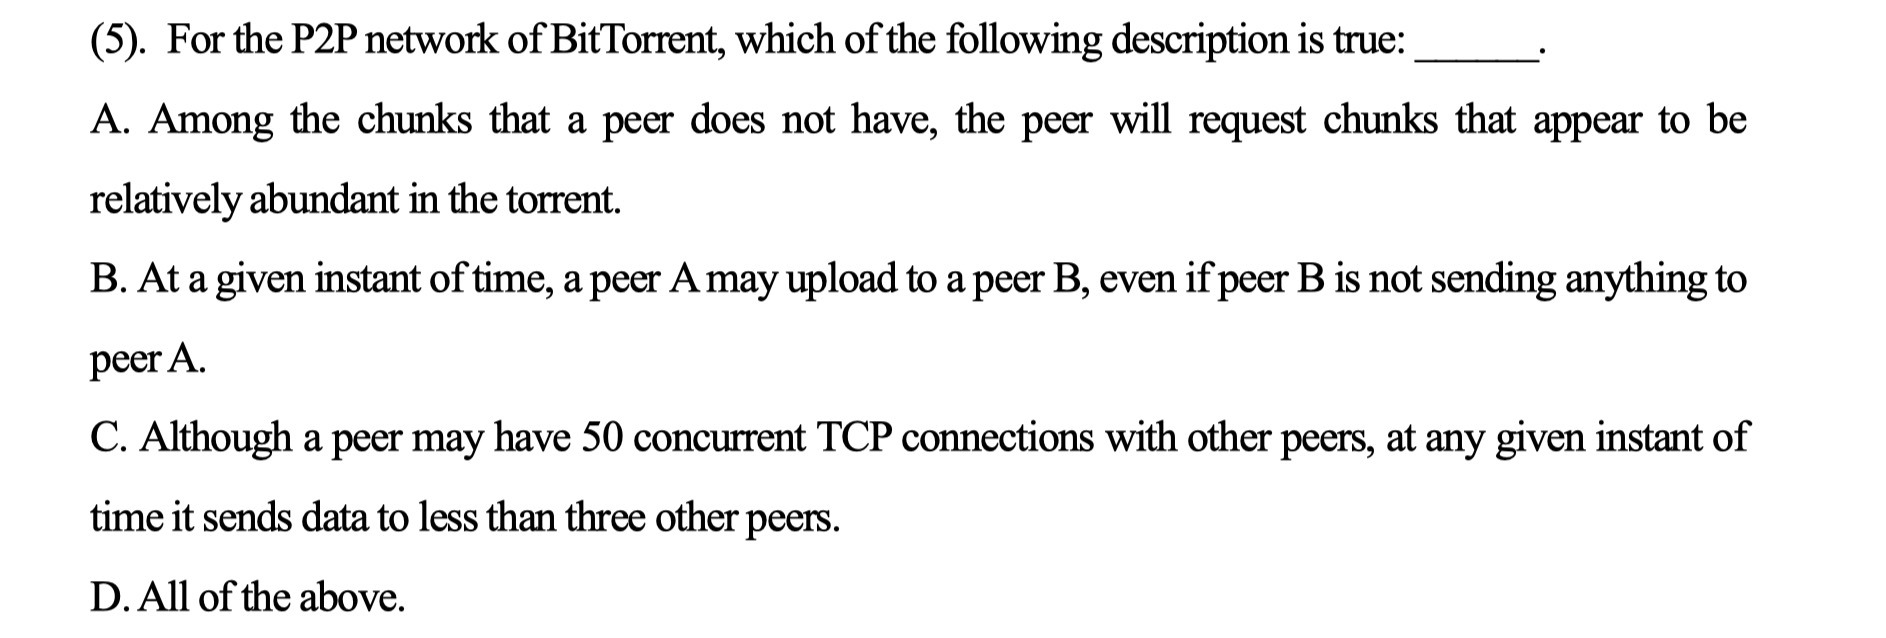 (5). For the P2P network of BitTorrent, which of the following description is true: ______.
A. Among the chunks that a peer does not have, the peer will request chunks that appear to be
relatively abundant in the torrent.
B. At a given instant of time, a peer A may upload to a peer B, even if peer B is not sending anything to
peer A.
C. Although a peer may have 50 concurrent TCP connections with other peers, at any given instant of
time it sends data to less than three other peers.
D. All of the above.